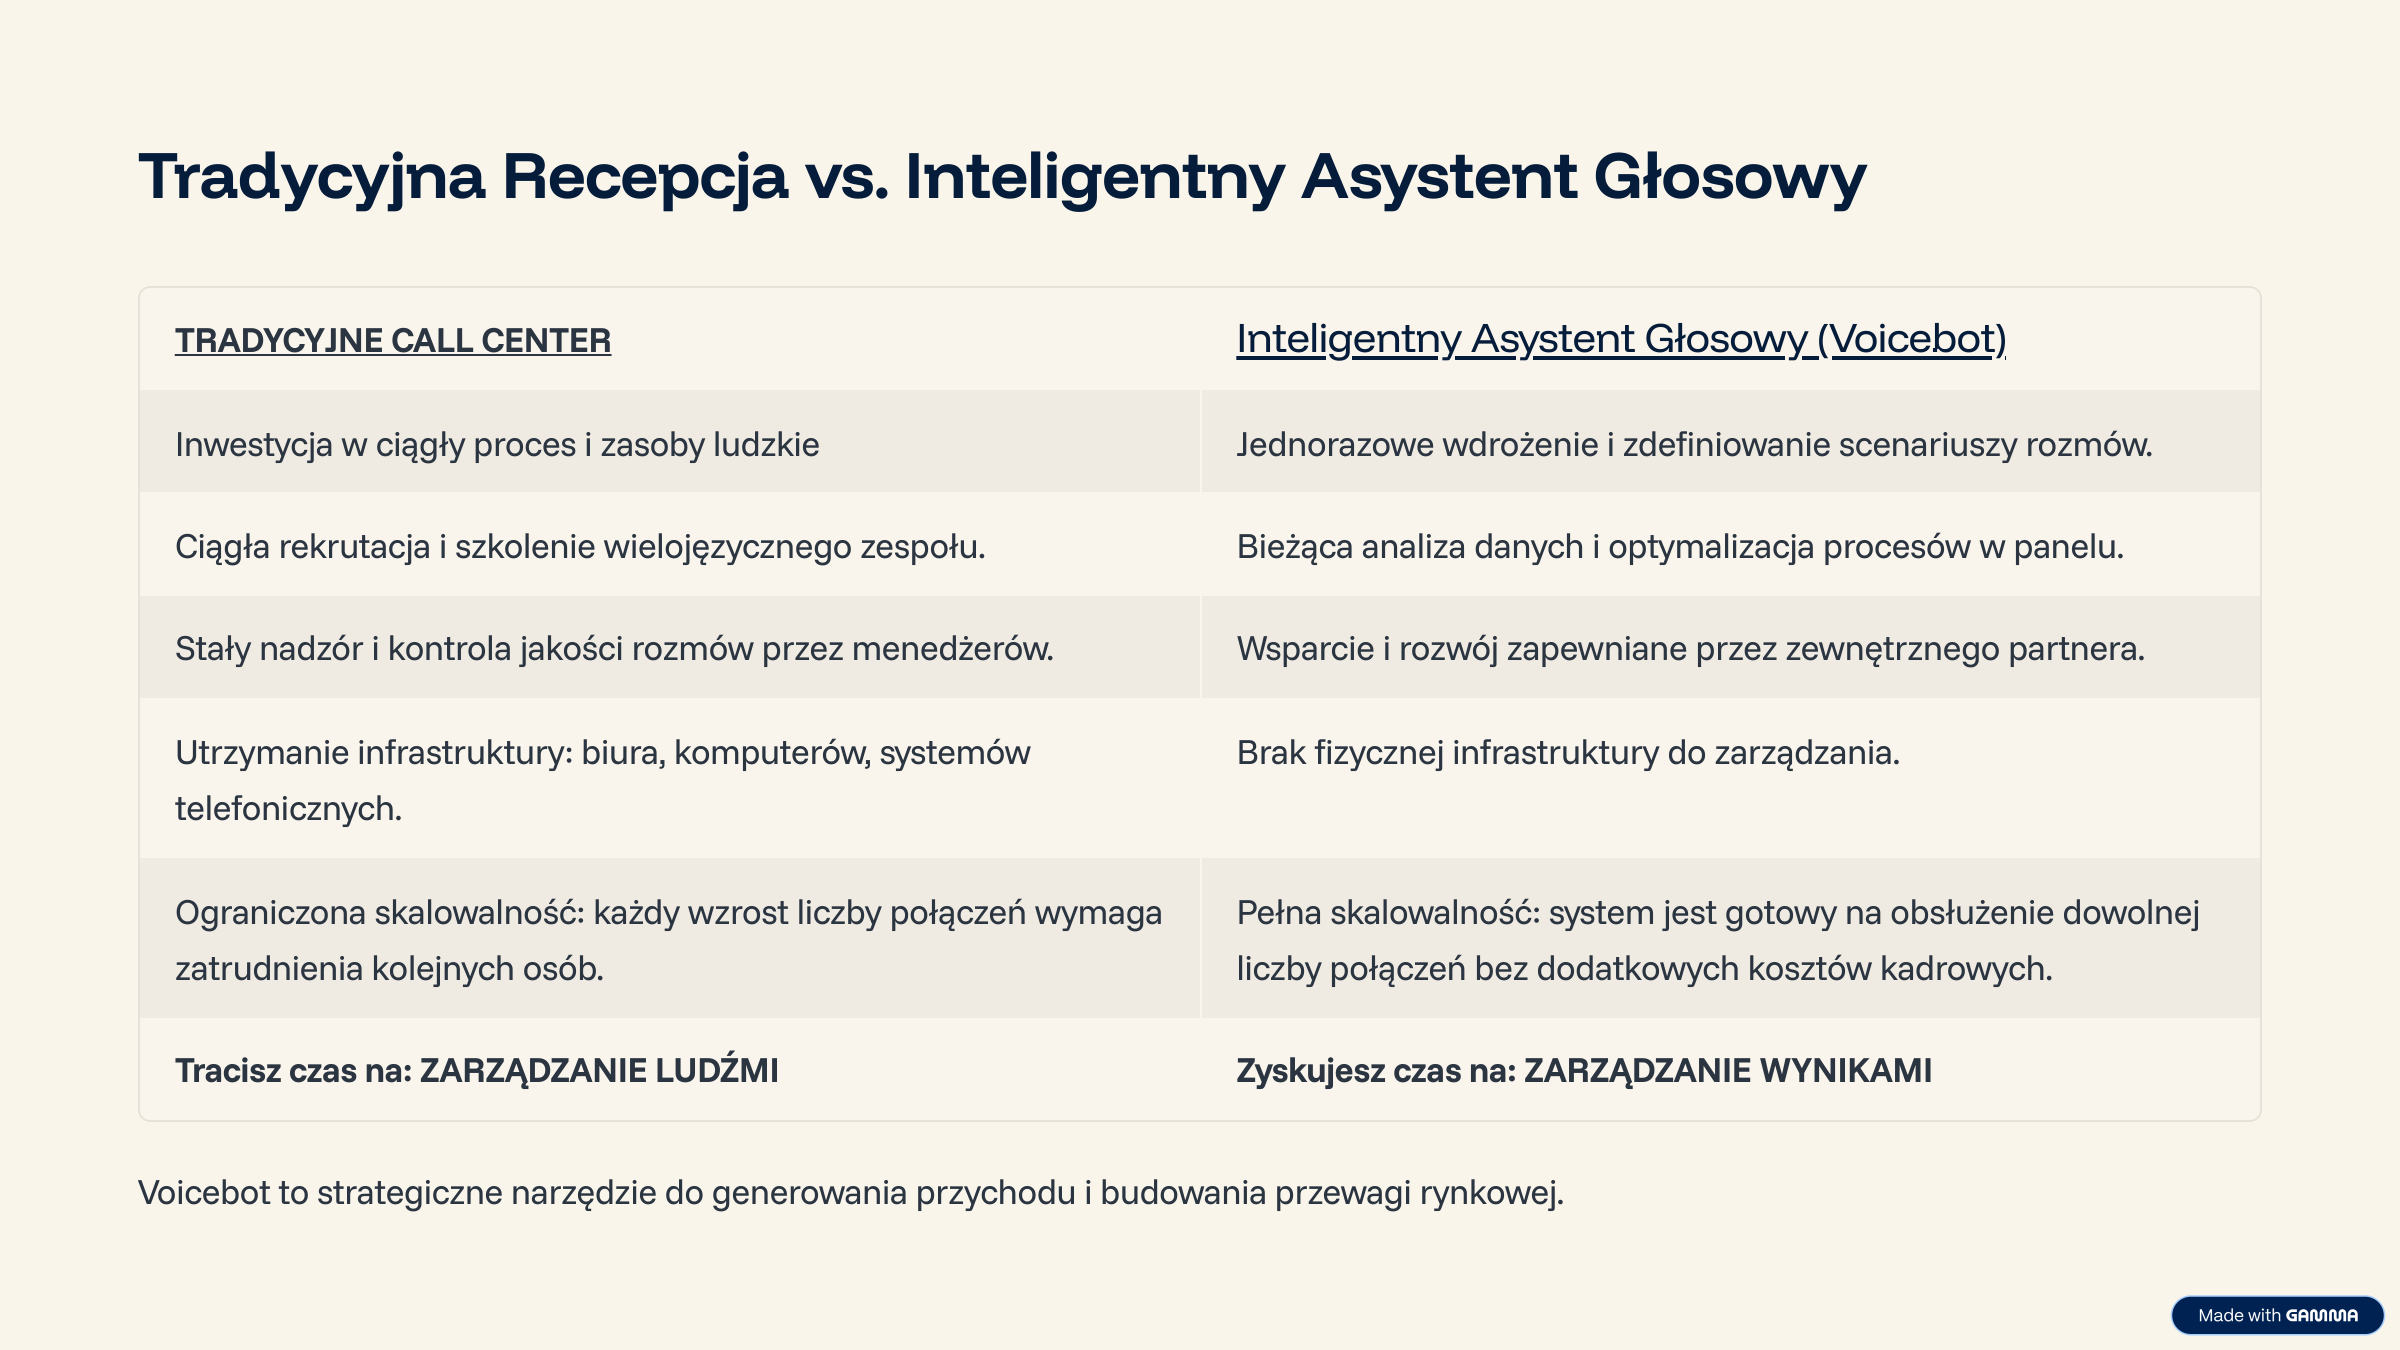 Tradycyjna Recepcja vs. Inteligentny Asystent Głosowy
TRADYCYJNE CALL CENTER
Inteligentny Asystent Głosowy (Voicebot)
Inwestycja w ciągły proces i zasoby ludzkie
Jednorazowe wdrożenie i zdefiniowanie scenariuszy rozmów.
Ciągła rekrutacja i szkolenie wielojęzycznego zespołu.
Bieżąca analiza danych i optymalizacja procesów w panelu.
Stały nadzór i kontrola jakości rozmów przez menedżerów.
Wsparcie i rozwój zapewniane przez zewnętrznego partnera.
Utrzymanie infrastruktury: biura, komputerów, systemów
telefonicznych.
Brak fizycznej infrastruktury do zarządzania.
Ograniczona skalowalność: każdy wzrost liczby połączeń wymaga
zatrudnienia kolejnych osób.
Pełna skalowalność: system jest gotowy na obsłużenie dowolnej
liczby połączeń bez dodatkowych kosztów kadrowych.
Tracisz czas na: ZARZĄDZANIE LUDŹMI
Zyskujesz czas na: ZARZĄDZANIE WYNIKAMI
Voicebot to strategiczne narzędzie do generowania przychodu i budowania przewagi rynkowej.
Made with GAMMA